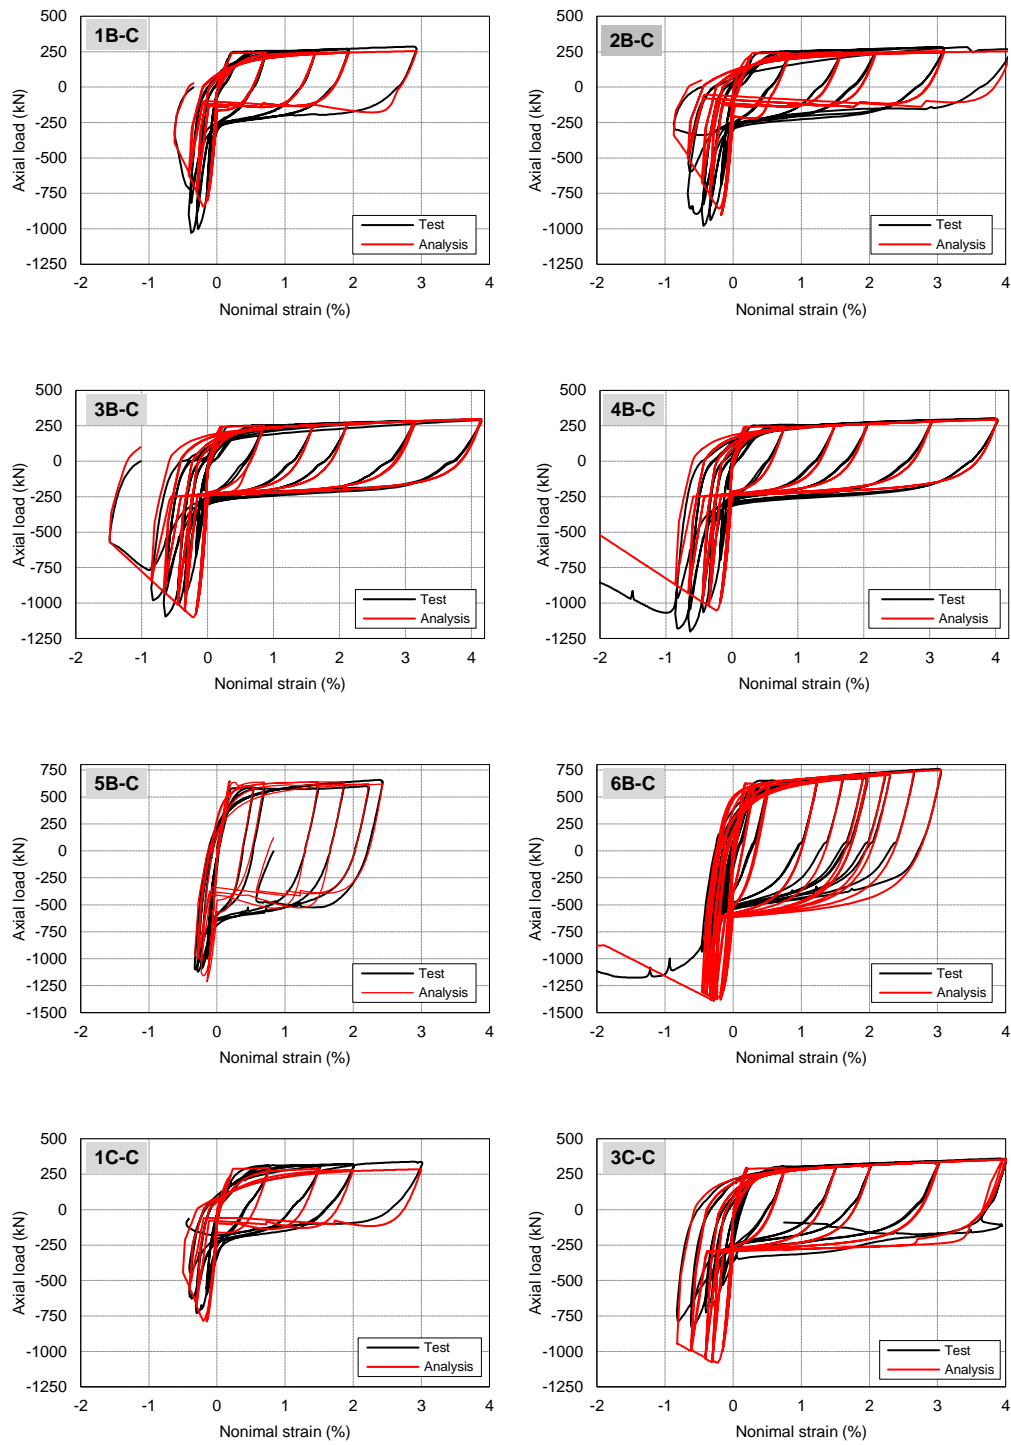 1B-C
500
250
0
-250
-500
-750
-1000
-1250
Axial load (kN)
Test
Analysis
-2 -1 0 1 2 3 4
Nonimal strain (%)
2B-C
500
250
0
-250
-500
-750
-1000
-1250
Axial load (kN)
Test
Analysis
-2 -1 0 1 2 3 4
Nonimal strain (%)
3B-C
500
250
0
-250
-500
-750
-1000
-1250
Axial load (kN)
Test
Analysis
-2 -1 0 1 2 3 4
Nonimal strain (%)
4B-C
500
250
0
-250
-500
-750
-1000
-1250
Axial load (kN)
Test
Analysis
-2 -1 0 1 2 3 4
Nonimal strain (%)
5B-C
750
500
250
0
-250
-500
-750
-1000
-1250
-1500
Axial load (kN)
Test
Analysis
-2 -1 0 1 2 3 4
Nonimal strain (%)
6B-C
750
500
250
0
-250
-500
-750
-1000
-1250
-1500
Axial load (kN)
Test
Analysis
-2 -1 0 1 2 3 4
Nonimal strain (%)
1C-C
500
250
0
-250
-500
-750
-1000
-1250
Axial load (kN)
Test
Analysis
-2 -1 0 1 2 3 4
Nonimal strain (%)
3C-C
500
250
0
-250
-500
-750
-1000
-1250
Axial load (kN)
Test
Analysis
-2 -1 0 1 2 3 4
Nonimal strain (%)